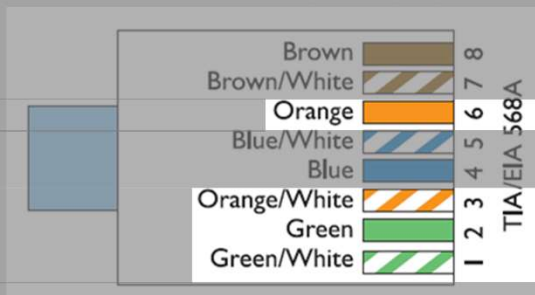 Brown 8
Brown/White 7
Orange 6
Blue/White 5
Blue 4
Orange/White 3
Green 2
Green/White 1
TIA/EIA 568A